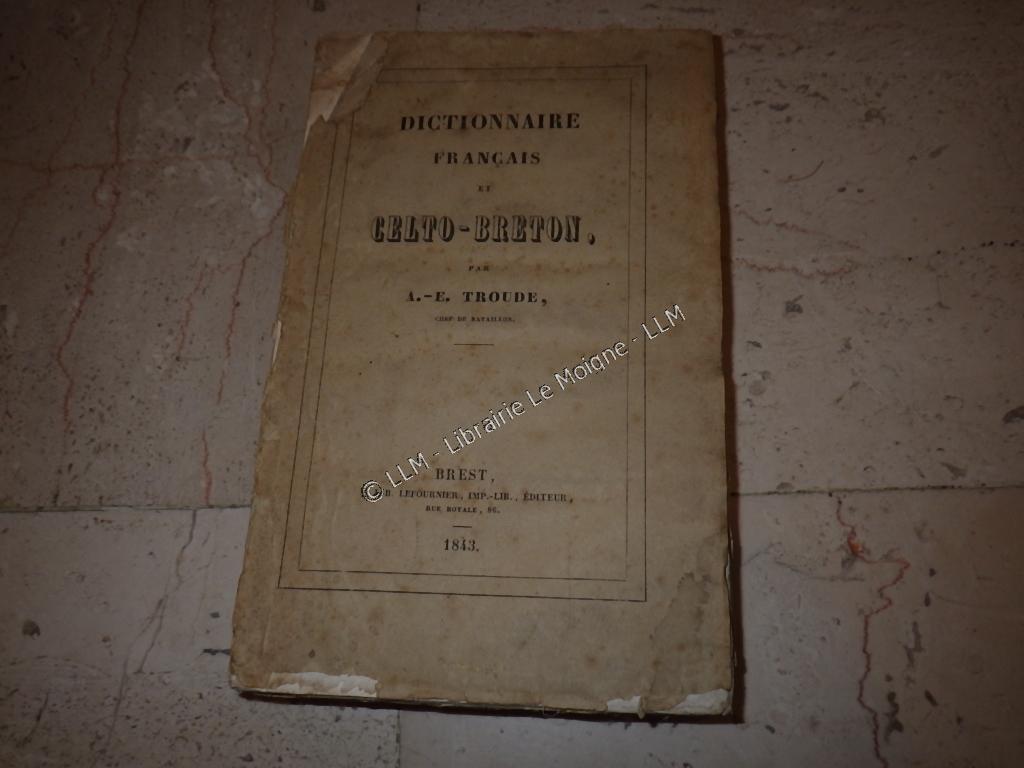 DICTIONNAIRE
FRANÇAIS
ET
CELTO-BRETON,
PAR
A.-E. TROUDE,
CHEF DE BATAILLON.
BREST,
B. LEFOURNIER, IMP.-LIB., ÉDITEUR,
RUE ROYALE, 86.
1843.
© LLM - Librairie Le Moigne - LLM